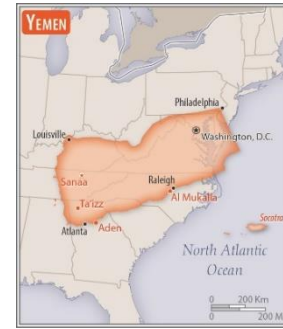 YEMEN
Philadelphia
Washington, D.C.
Louisville
Sanaa
Raleigh
Al Mukalla
Ta'izz
Atlanta
Aden
Socotra
North Atlantic
Ocean
0 200 Km
0 200 Mi